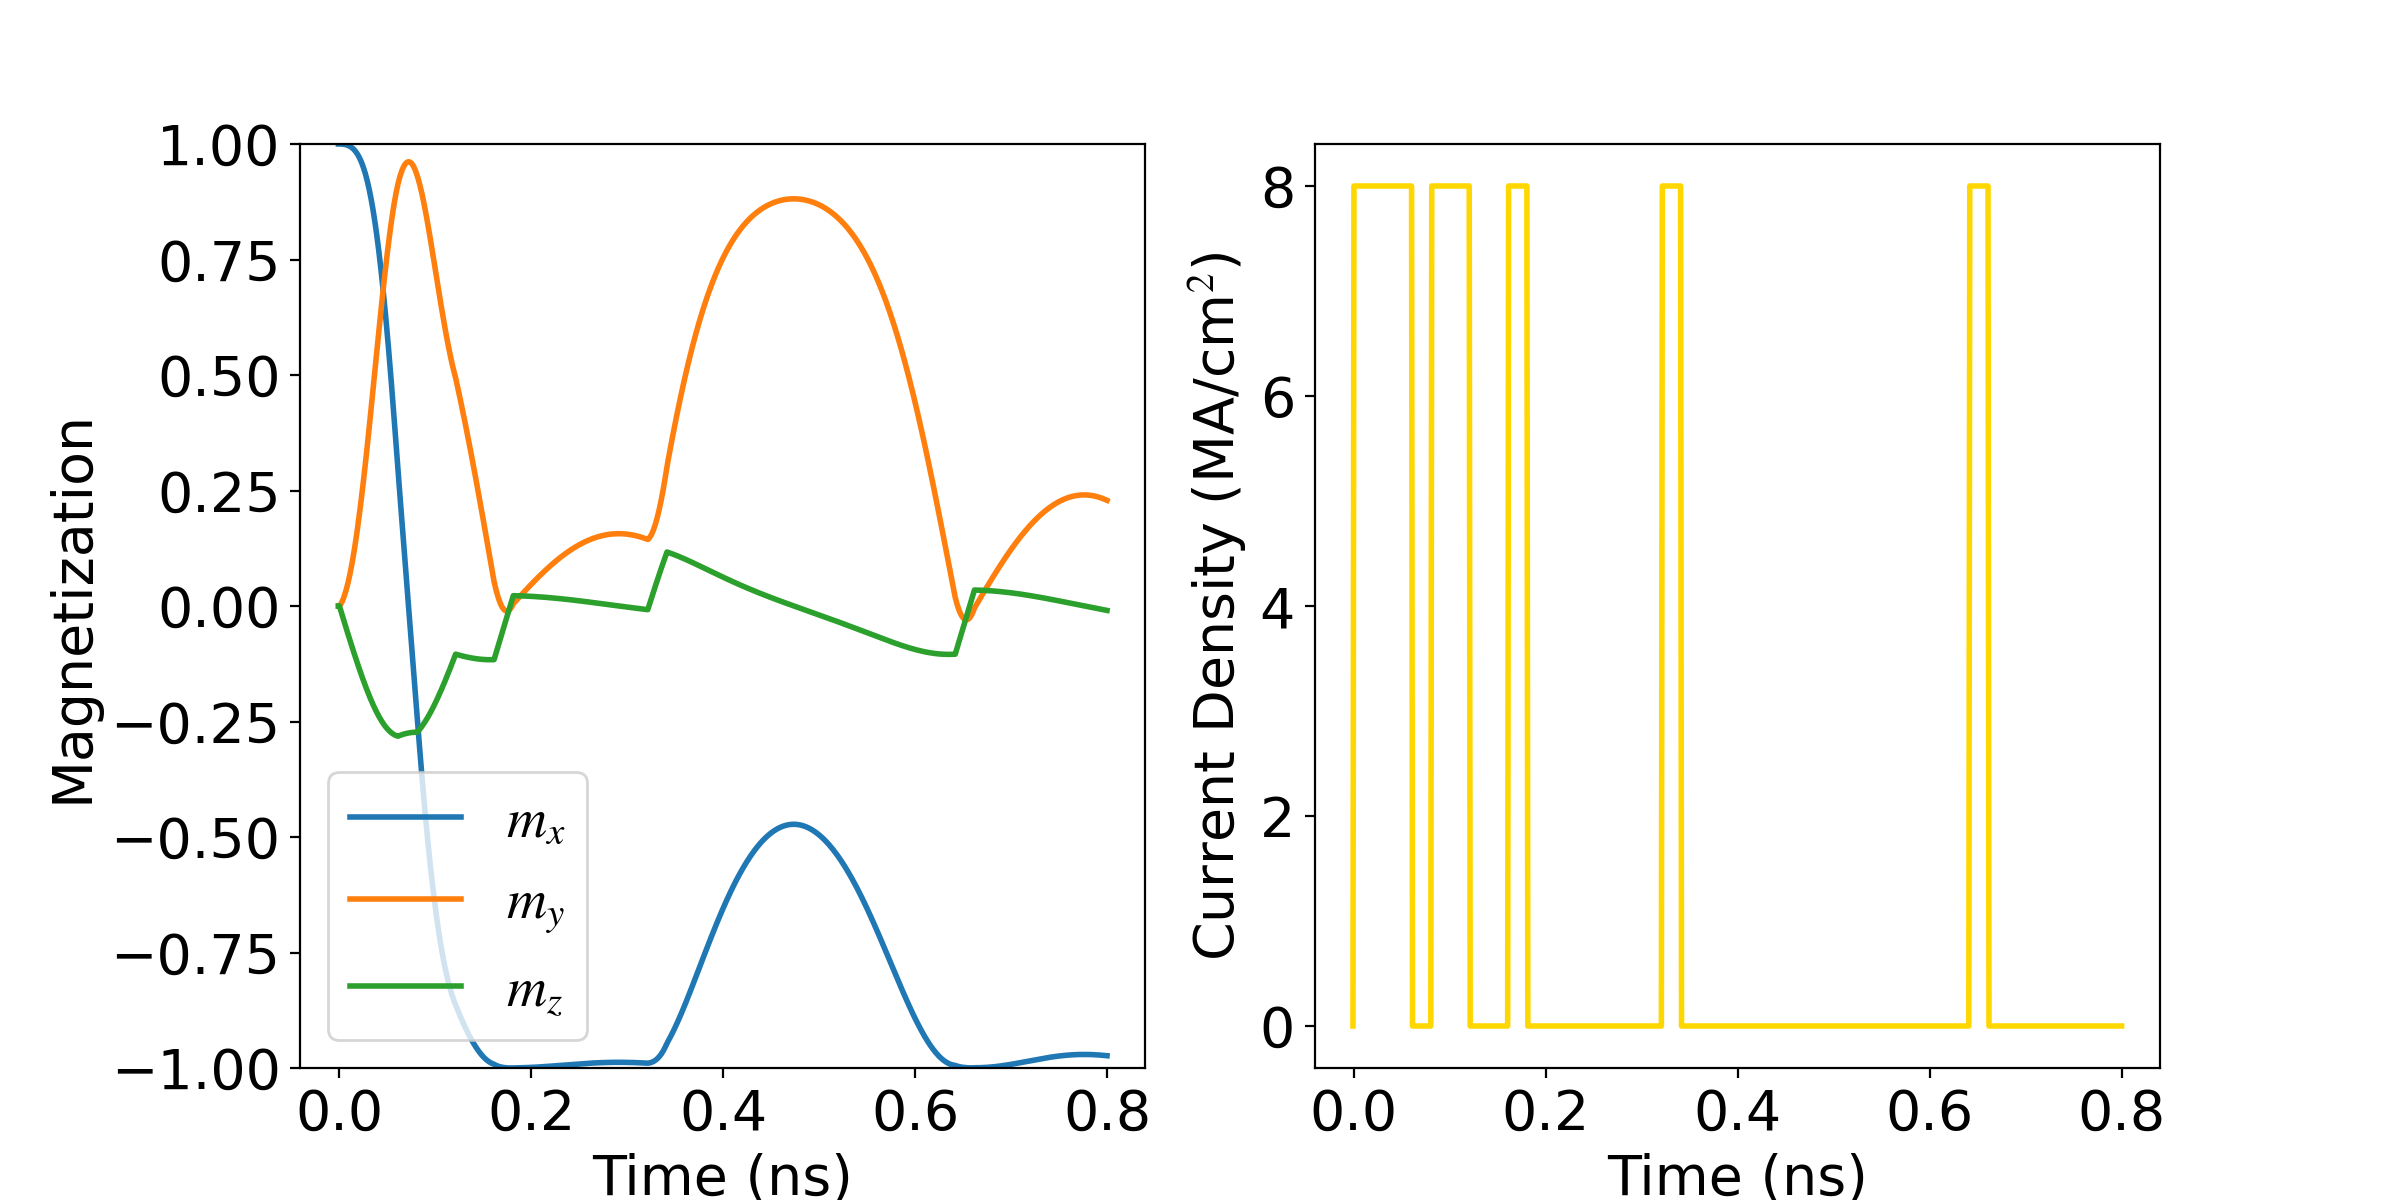 1.00
0.75
0.50
0.25
0.00
−0.25
−0.50
−0.75
−1.00
Magnetization
m_x
m_y
m_z
0.0 0.2 0.4 0.6 0.8
Time (ns)
8
6
4
2
0
Current Density (MA/cm²)
0.0 0.2 0.4 0.6 0.8
Time (ns)